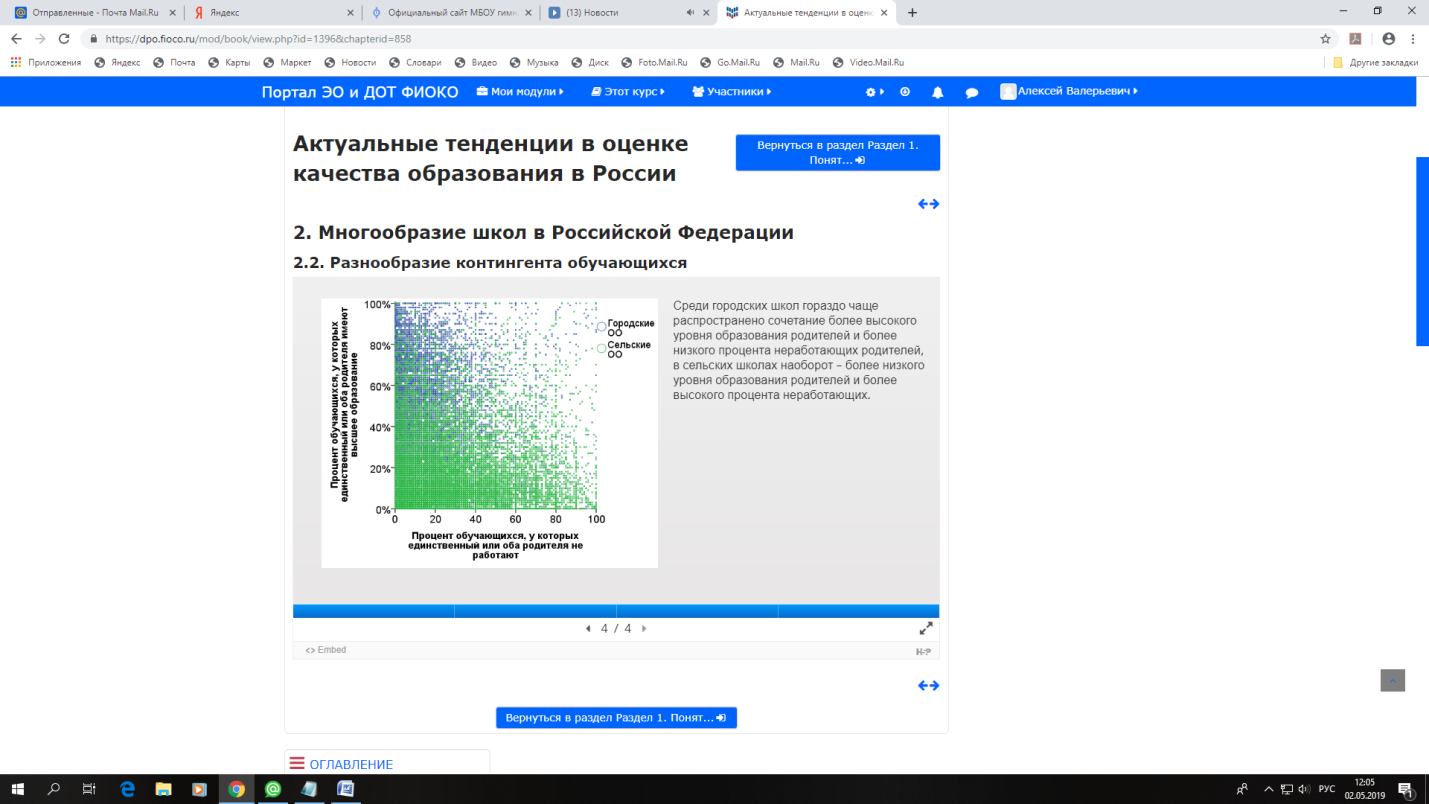 Отправленные - Почта Mail.Ru
Яндекс
Официальный сайт МБОУ гимн
(13) Новости
Актуальные тенденции в оценк
https://dpo.fioco.ru/mod/book/view.php?id=1396&chapterid=858
Приложения Яндекс Почта Карты Маркет Новости Словари Видео Музыка Диск Foto.Mail.Ru Go.Mail.Ru Mail.Ru Video.Mail.Ru Другие закладки
Портал ЭО и ДОТ ФИОКО Мои модули Этот курс Участники Алексей Валерьевич
Актуальные тенденции в оценке
качества образования в России
Вернуться в раздел Раздел 1.
Понят...
2. Многообразие школ в Российской Федерации
2.2. Разнообразие контингента обучающихся
Процент обучающихся, у которых
единственный или оба родителя имеют
высшее образование
100%
80%
60%
40%
20%
0%
0 20 40 60 80 100
Городские
ОО
Сельские
ОО
Процент обучающихся, у которых
единственный или оба родителя не
работают
Среди городских школ гораздо чаще
распространено сочетание более высокого
уровня образования родителей и более
низкого процента неработающих родителей,
в сельских школах наоборот – более низкого
уровня образования родителей и более
высокого процента неработающих.
4 / 4
<> Embed
H5P
Вернуться в раздел Раздел 1. Понят...
ОГЛАВЛЕНИЕ
РУС
12:05
02.05.2019
1